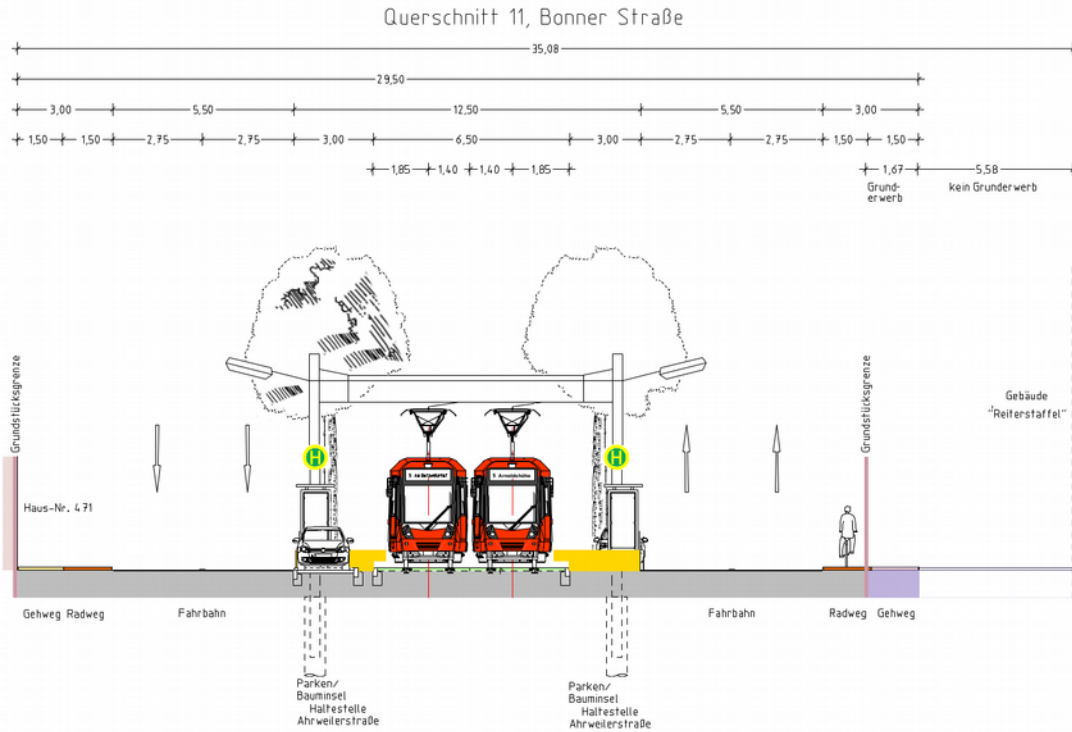 Querschnitt 11, Bonner Straße
35,08
29,50
3,00 5,50 12,50 5,50 3,00
1,50 1,50 2,75 2,75 3,00 6,50 3,00 2,75 2,75 1,50 1,50
1,85 1,40 1,40 1,85 1,67 5,58
Grund-
erwerb
kein Grunderwerb
Grundstücksgrenze
Grundstücksgrenze
Gebäude
"Reiterstaffel"
H
H
Haus-Nr. 471
Gehweg Radweg Fahrbahn Fahrbahn Radweg Gehweg
Parken/
Bauminsel
Haltestelle
Ahrweilerstraße
Parken/
Bauminsel
Haltestelle
Ahrweilerstraße